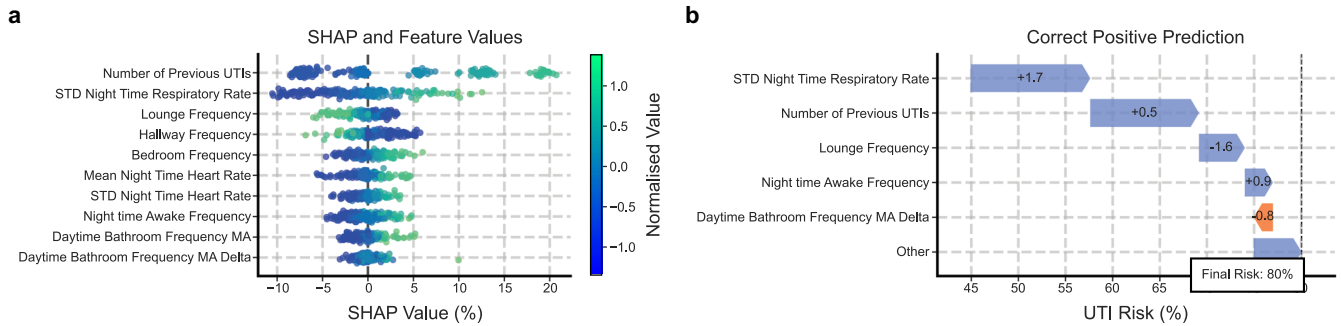 a
SHAP and Feature Values
Number of Previous UTIs
STD Night Time Respiratory Rate
Lounge Frequency
Hallway Frequency
Bedroom Frequency
Mean Night Time Heart Rate
STD Night Time Heart Rate
Night time Awake Frequency
Daytime Bathroom Frequency MA
Daytime Bathroom Frequency MA Delta
−10 −5 0 5 10 15 20
SHAP Value (%)
1.0
0.5
0.0
−0.5
−1.0
Normalised Value
b
Correct Positive Prediction
STD Night Time Respiratory Rate
+1.7
Number of Previous UTIs
+0.5
Lounge Frequency
-1.6
Night time Awake Frequency
+0.9
Daytime Bathroom Frequency MA Delta
-0.8
Other
Final Risk: 80%
45 50 55 60 65
UTI Risk (%)